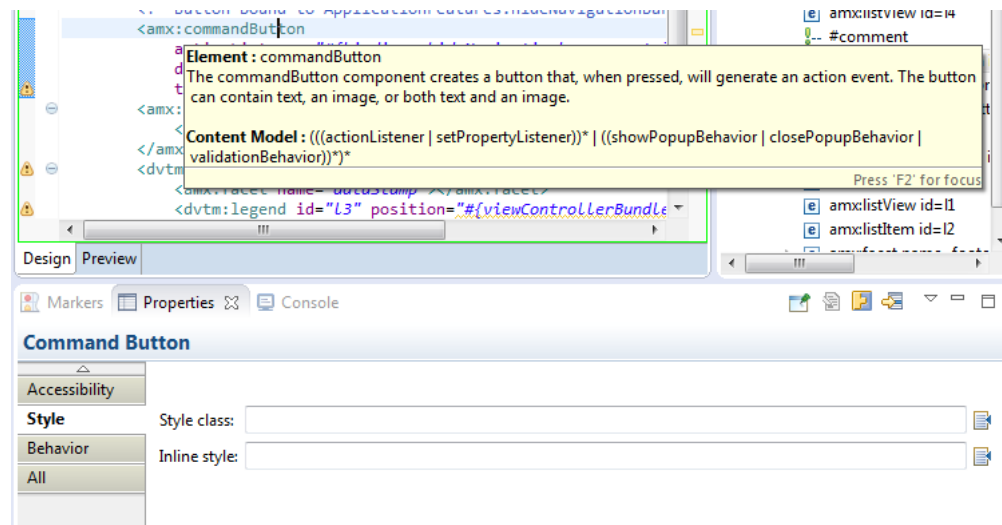 <amx:commandButton
amx:listView id=l4
#comment
Element : commandButton
The commandButton component creates a button that, when pressed, will generate an action event. The button
can contain text, an image, or both text and an image.
<amx:
Content Model : (((actionListener | setPropertyListener))* | ((showPopupBehavior | closePopupBehavior |
validationBehavior))*)*
</amx
<dvtm
Press 'F2' for focus
<dvtm:legend id="l3" position="#{viewControllerBundle
amx:listView id=l1
amx:listItem id=l2
Design Preview
Markers Properties Console
Command Button
Accessibility
Style
Style class:
Behavior
Inline style:
All